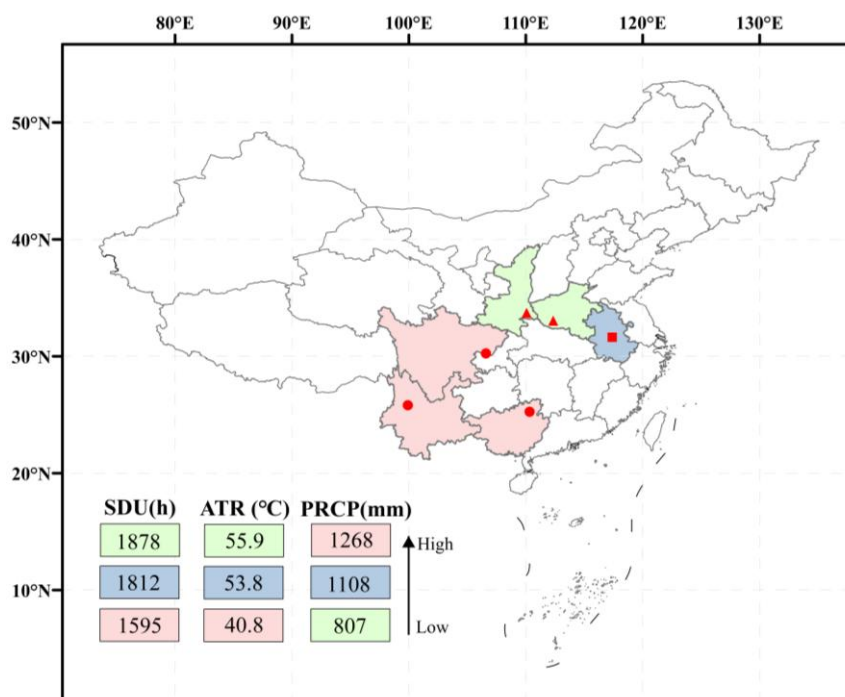 80°E 90°E 100°E 110°E 120°E 130°E
50°N
40°N
30°N
20°N
10°N
SDU(h) ATR (℃) PRCP(mm)
1878 55.9 1268 High
1812 53.8 1108
1595 40.8 807 Low